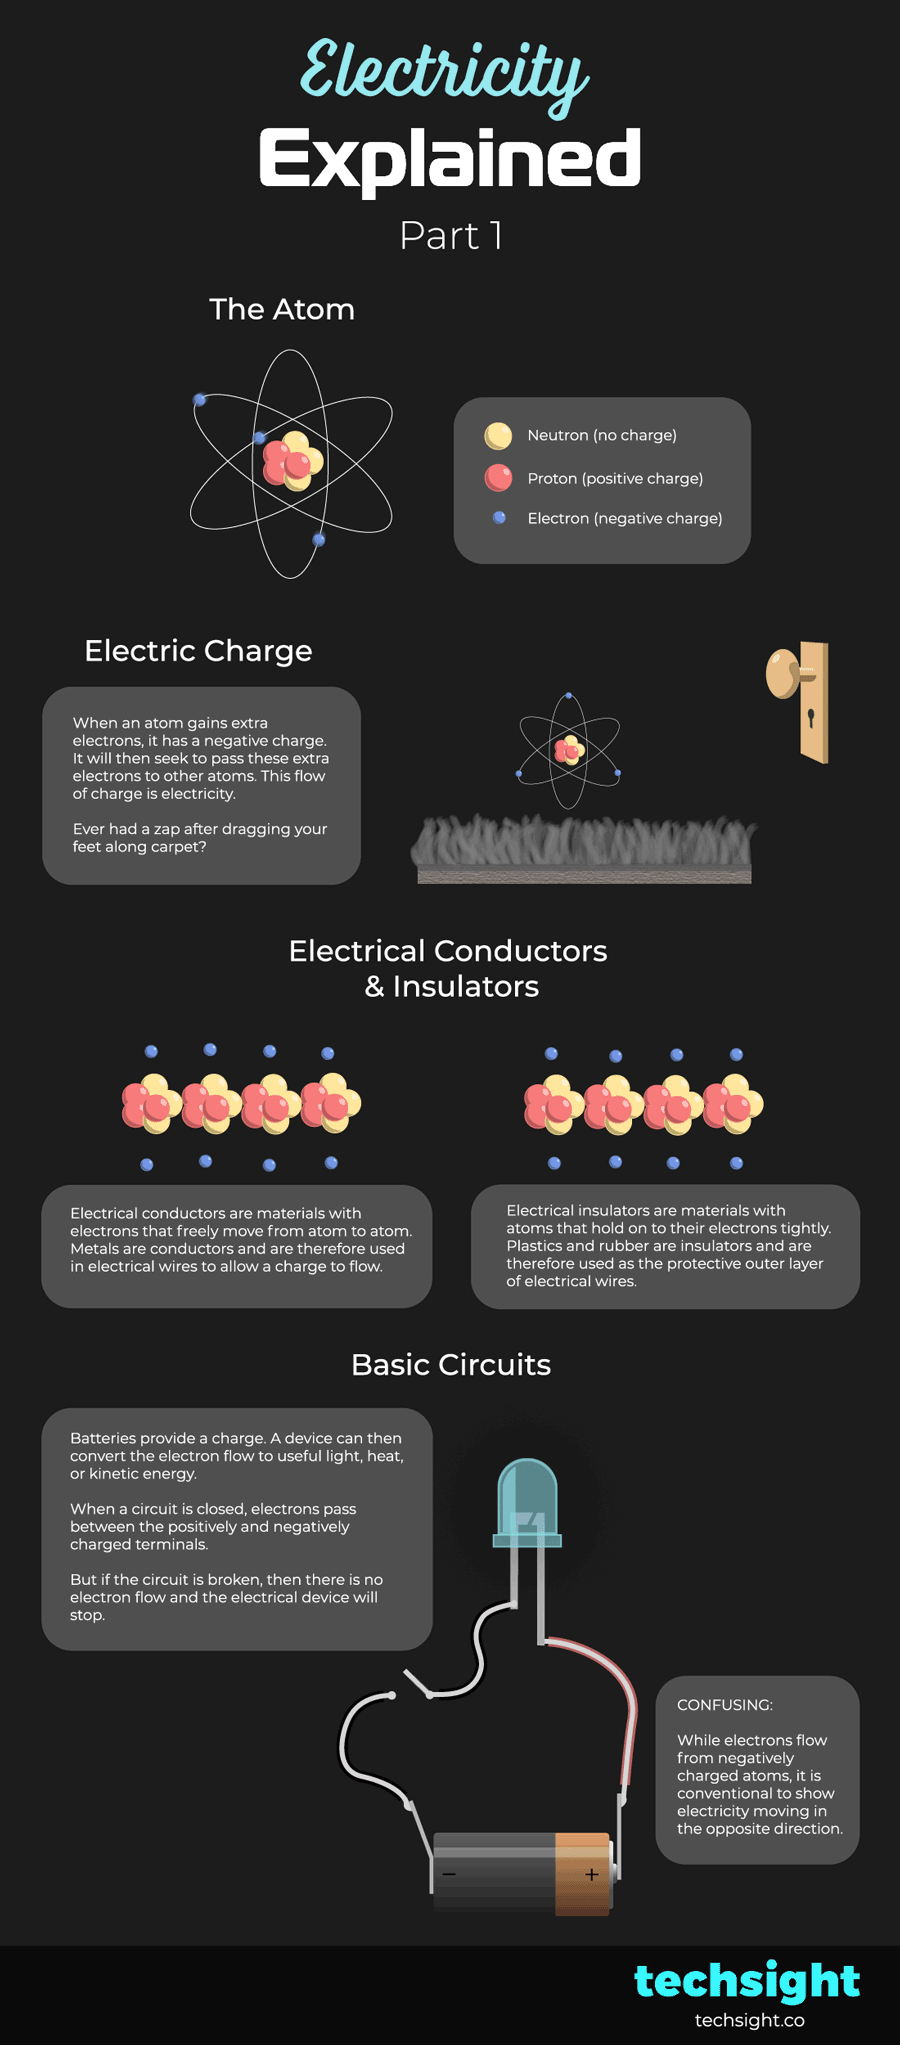 Electricity
Explained
Part 1
The Atom
Neutron (no charge)
Proton (positive charge)
Electron (negative charge)
Electric Charge
When an atom gains extra
electrons, it has a negative charge.
It will then seek to pass these extra
electrons to other atoms. This flow
of charge is electricity.
Ever had a zap after dragging your
feet along carpet?
Electrical Conductors
& Insulators
Electrical conductors are materials with
electrons that freely move from atom to atom.
Metals are conductors and are therefore used
in electrical wires to allow a charge to flow.
Electrical insulators are materials with
atoms that hold on to their electrons tightly.
Plastics and rubber are insulators and are
therefore used as the protective outer layer
of electrical wires.
Basic Circuits
Batteries provide a charge. A device can then
convert the electron flow to useful light, heat,
or kinetic energy.
When a circuit is closed, electrons pass
between the positively and negatively
charged terminals.
But if the circuit is broken, then there is no
electron flow and the electrical device will
stop.
CONFUSING:
While electrons flow
from negatively
charged atoms, it is
conventional to show
electricity moving in
the opposite direction.
− +
techsight
techsight.co